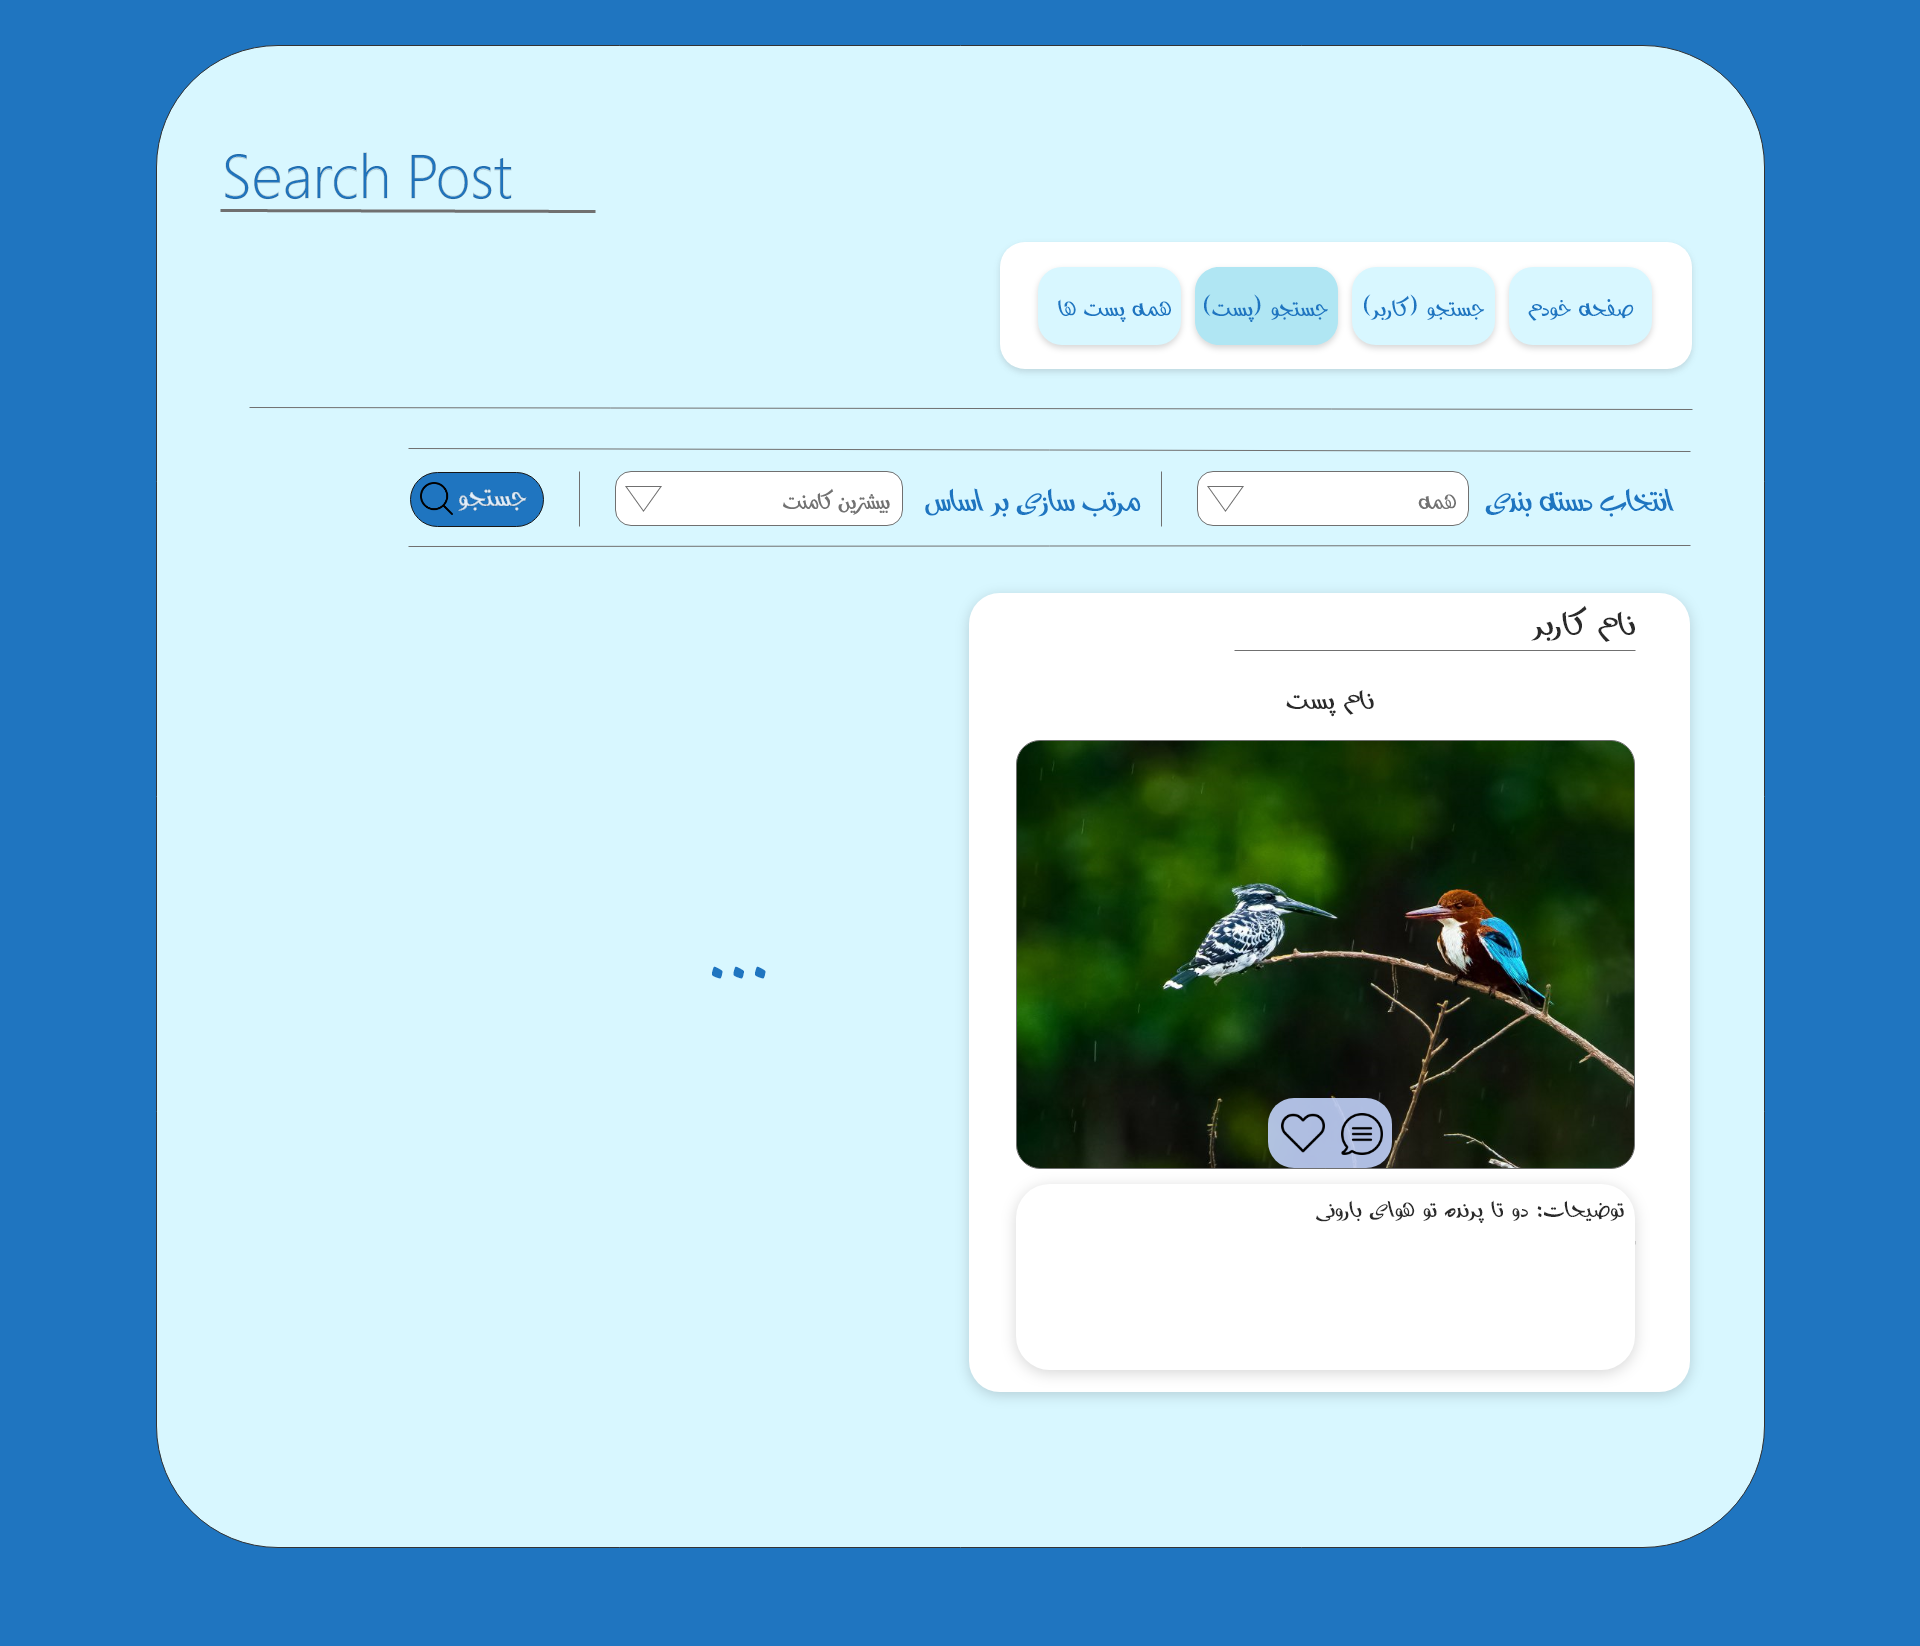 Search Post
صفحه خودم
جستجو (کاربر)
جستجو (پست)
همه پست ها
انتخاب دسته بندی
همه
مرتب سازی بر اساس
بیشترین کامنت
جستجو
نام کاربر
نام پست
...
توضیحات: دو تا پرنده تو هوای بارونی